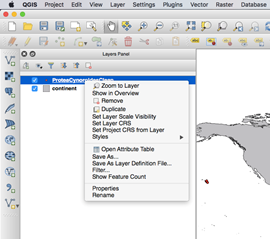 QGIS File Edit View Layer Settings Plugins Vector Raster Database
Layers Panel
ProteaCynaroidesClean
continent
Zoom to Layer
Show in Overview
Remove
Duplicate
Set Layer Scale Visibility
Set Layer CRS
Set Project CRS from Layer
Styles
Open Attribute Table
Save As...
Save As Layer Definition File...
Filter...
Show Feature Count
Properties
Rename